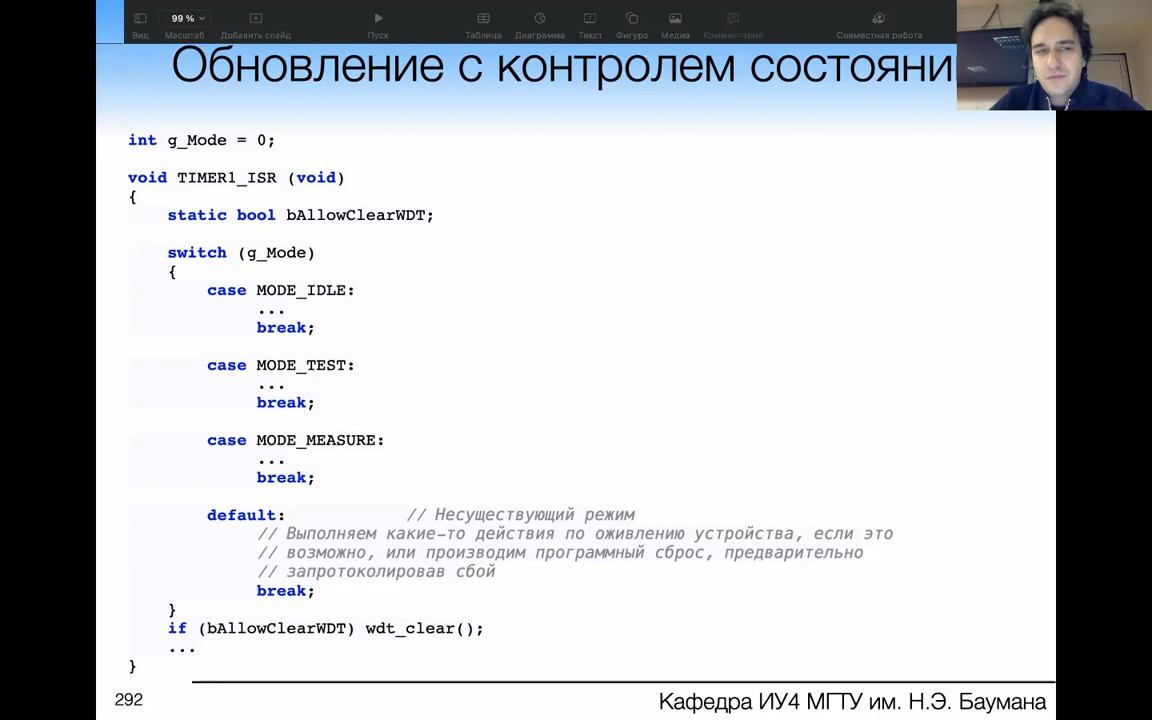 99 %
Вид
Масштаб
Добавить слайд
Пуск
Таблица
Диаграмма
Текст
Фигура
Медиа
Комментарий
Совместная работа
Обновление с контролем состояни
int g_Mode = 0;
void TIMER1_ISR (void)
{
static bool bAllowClearWDT;
switch (g_Mode)
{
case MODE_IDLE:
...
break;
case MODE_TEST:
...
break;
case MODE_MEASURE:
...
break;
default: // Несуществующий режим
// Выполняем какие-то действия по оживлению устройства, если это
// возможно, или производим программный сброс, предварительно
// запротоколировав сбой
break;
}
if (bAllowClearWDT) wdt_clear();
...
}
292
Кафедра ИУ4 МГТУ им. Н.Э. Баумана